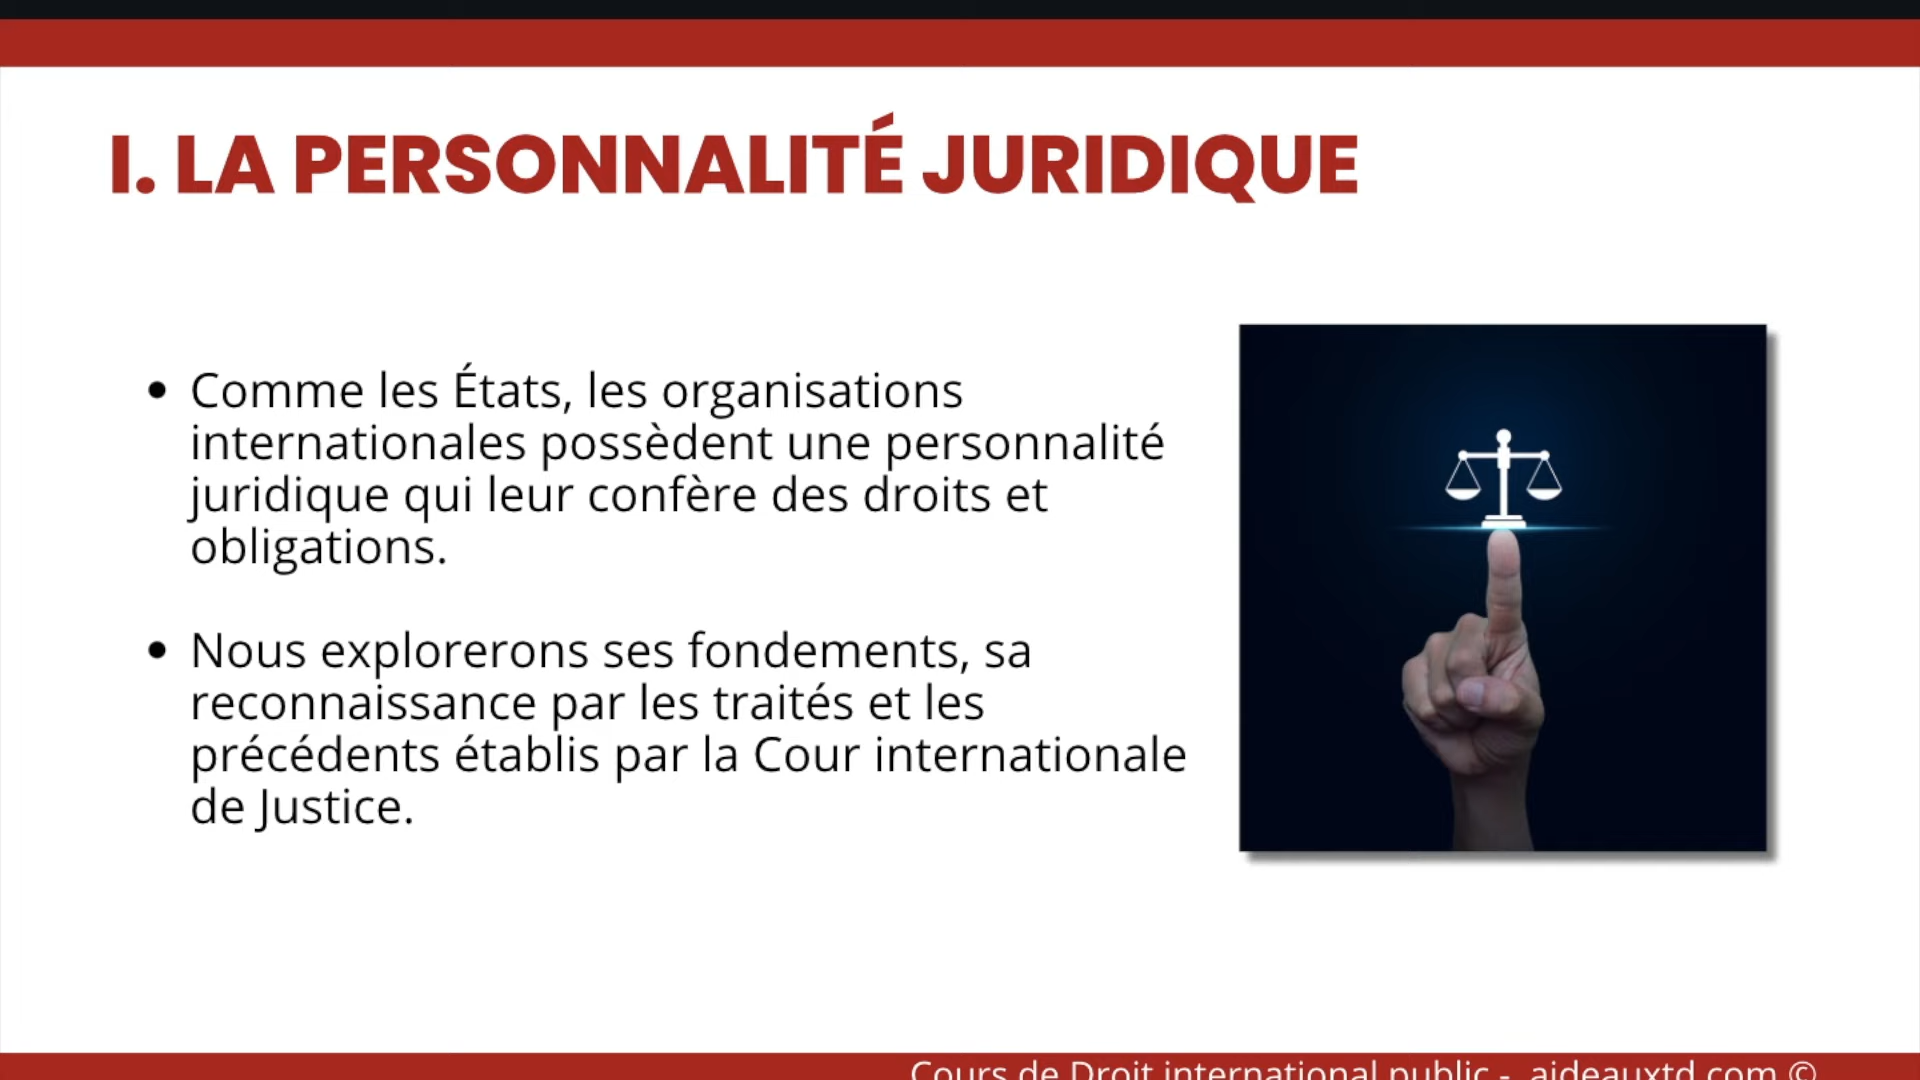 I. LA PERSONNALITÉ JURIDIQUE
• Comme les États, les organisations
internationales possèdent une personnalité
juridique qui leur confère des droits et
obligations.
• Nous explorerons ses fondements, sa
reconnaissance par les traités et les
précédents établis par la Cour internationale
de Justice.
Cours de Droit international public - aideauxtd.com ©